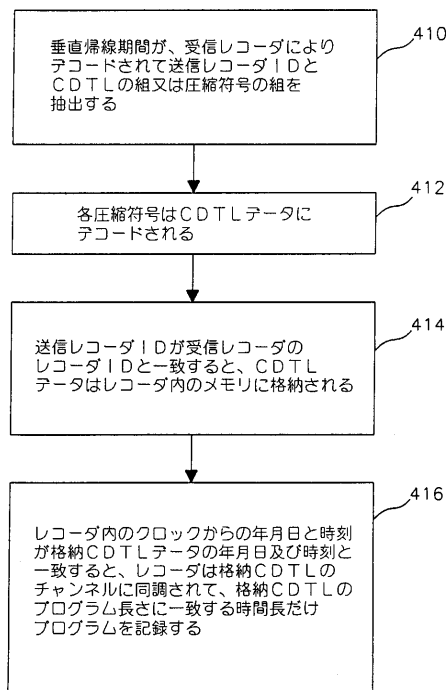 垂直帰線期間が、受信レコーダにより
デコードされて送信レコーダIDと
CDTLの組又は圧縮符号の組を
抽出する
410
各圧縮符号はCDTLデータに
デコードされる
412
送信レコーダIDが受信レコーダの
レコーダIDと一致すると、CDTL
データはレコーダ内のメモリに格納される
414
レコーダ内のクロックからの年月日と時刻
が格納CDTLデータの年月日及び時刻と
一致すると、レコーダは格納CDTLの
チャンネルに同調されて、格納CDTLの
プログラム長さに一致する時間長だけ
プログラムを記録する
416